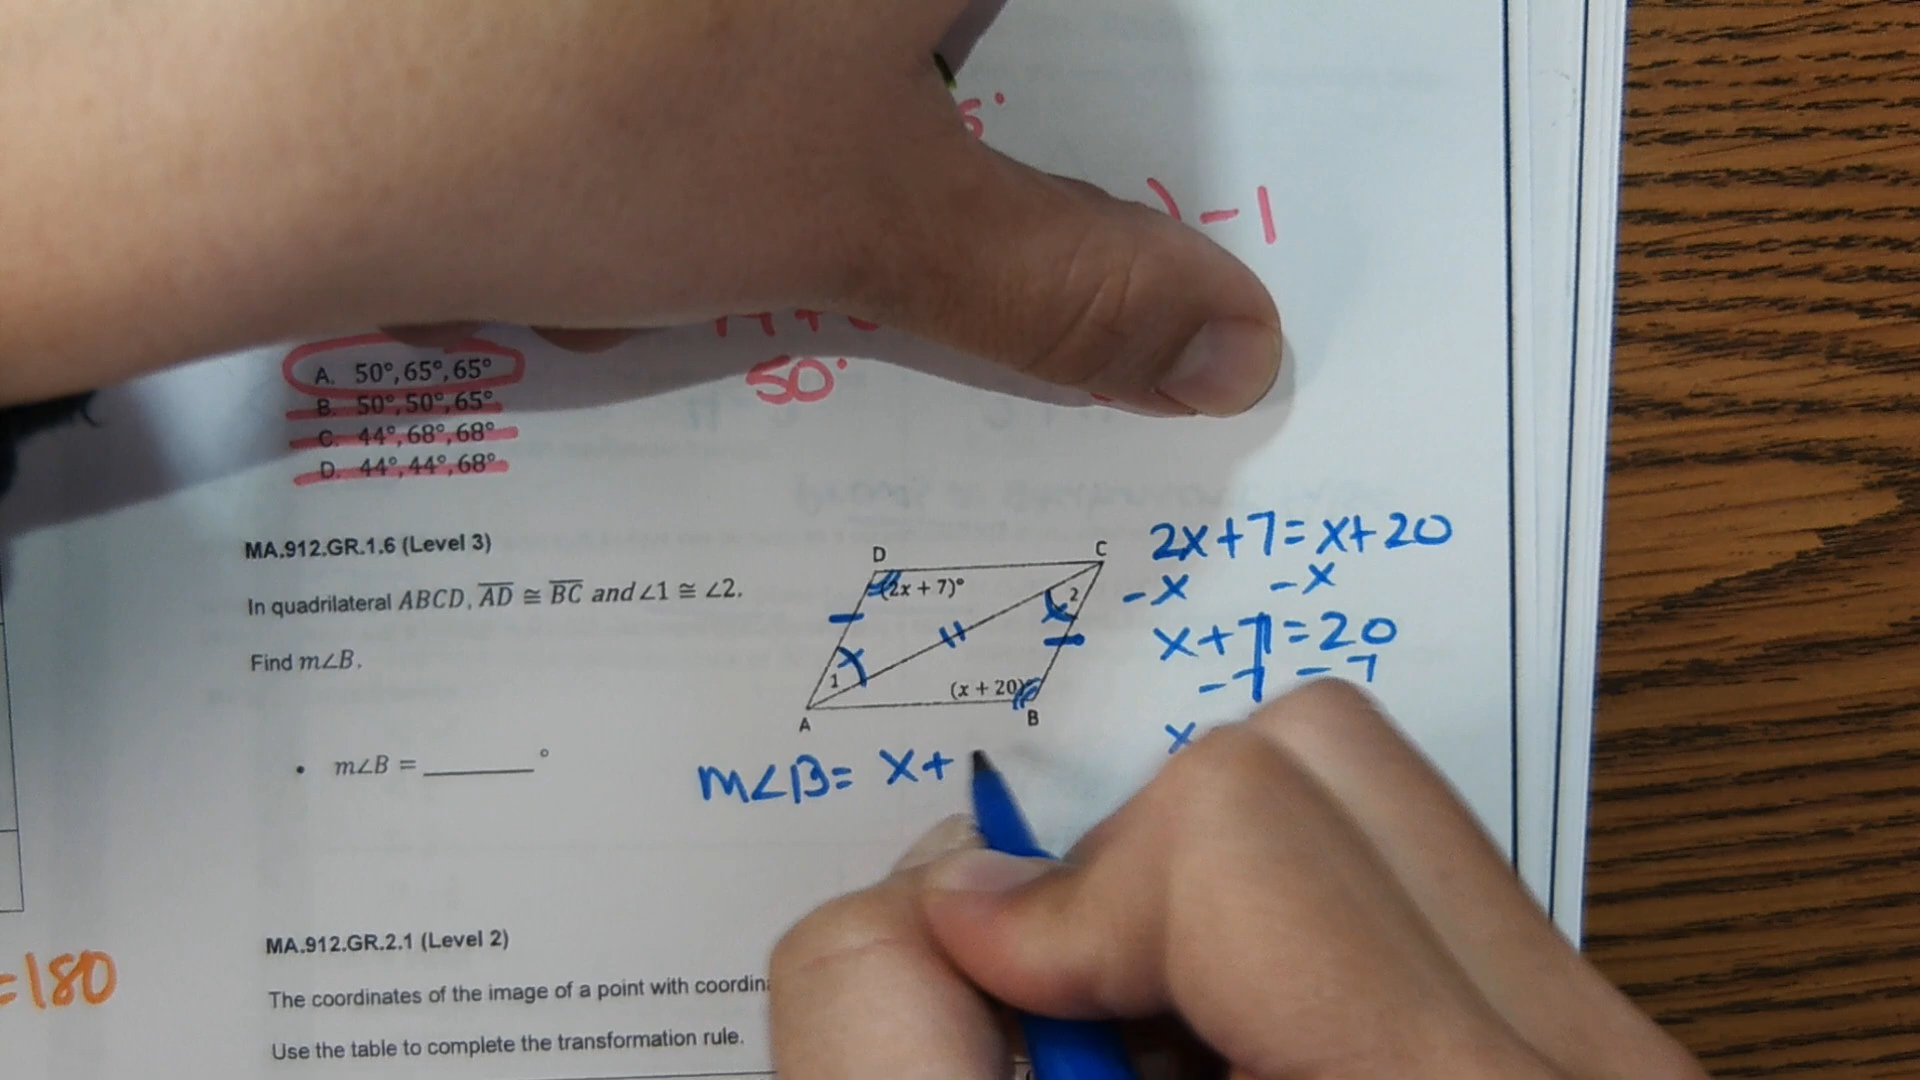 ) - 1
50°
A. 50°, 65°, 65°
B. 50°, 50°, 65°
C. 44°, 68°, 68°
D. 44°, 44°, 68°
MA.912.GR.1.6 (Level 3)
In quadrilateral ABCD, AD ≅ BC and ∠1 ≅ ∠2.
Find m∠B.
• m∠B = ________ °
D
C
(2x + 7)°
2
1
(x + 20)
A
B
2x+7=x+20
-x -x
x+7=20
-7 -7
x
m∠B= x+
=180
MA.912.GR.2.1 (Level 2)
The coordinates of the image of a point with
Use the table to complete the transformation rule.